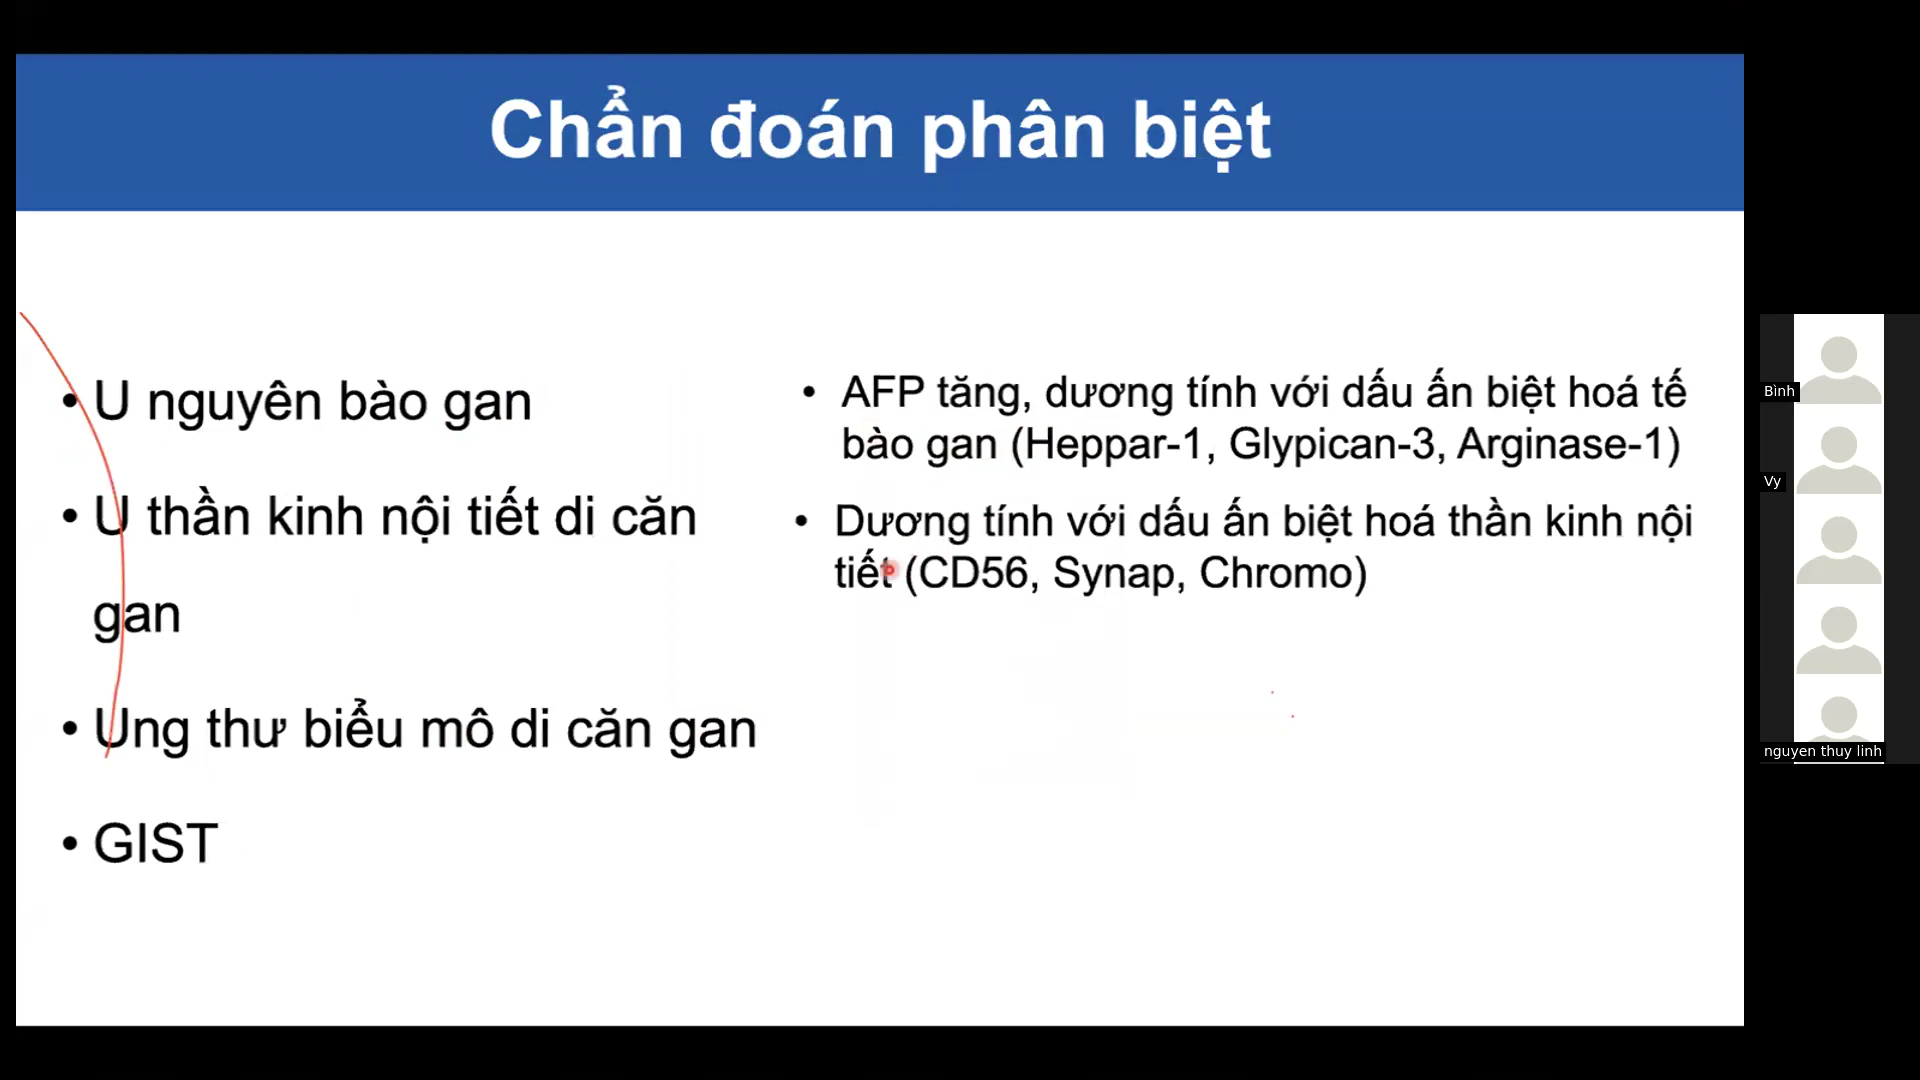 Chẩn đoán phân biệt
• U nguyên bào gan
• U thần kinh nội tiết di căn
gan
• Ung thư biểu mô di căn gan
• GIST
• AFP tăng, dương tính với dấu ấn biệt hoá tế
bào gan (Heppar-1, Glypican-3, Arginase-1)
• Dương tính với dấu ấn biệt hoá thần kinh nội
tiết (CD56, Synap, Chromo)
Bình
Vy
nguyen thuy linh